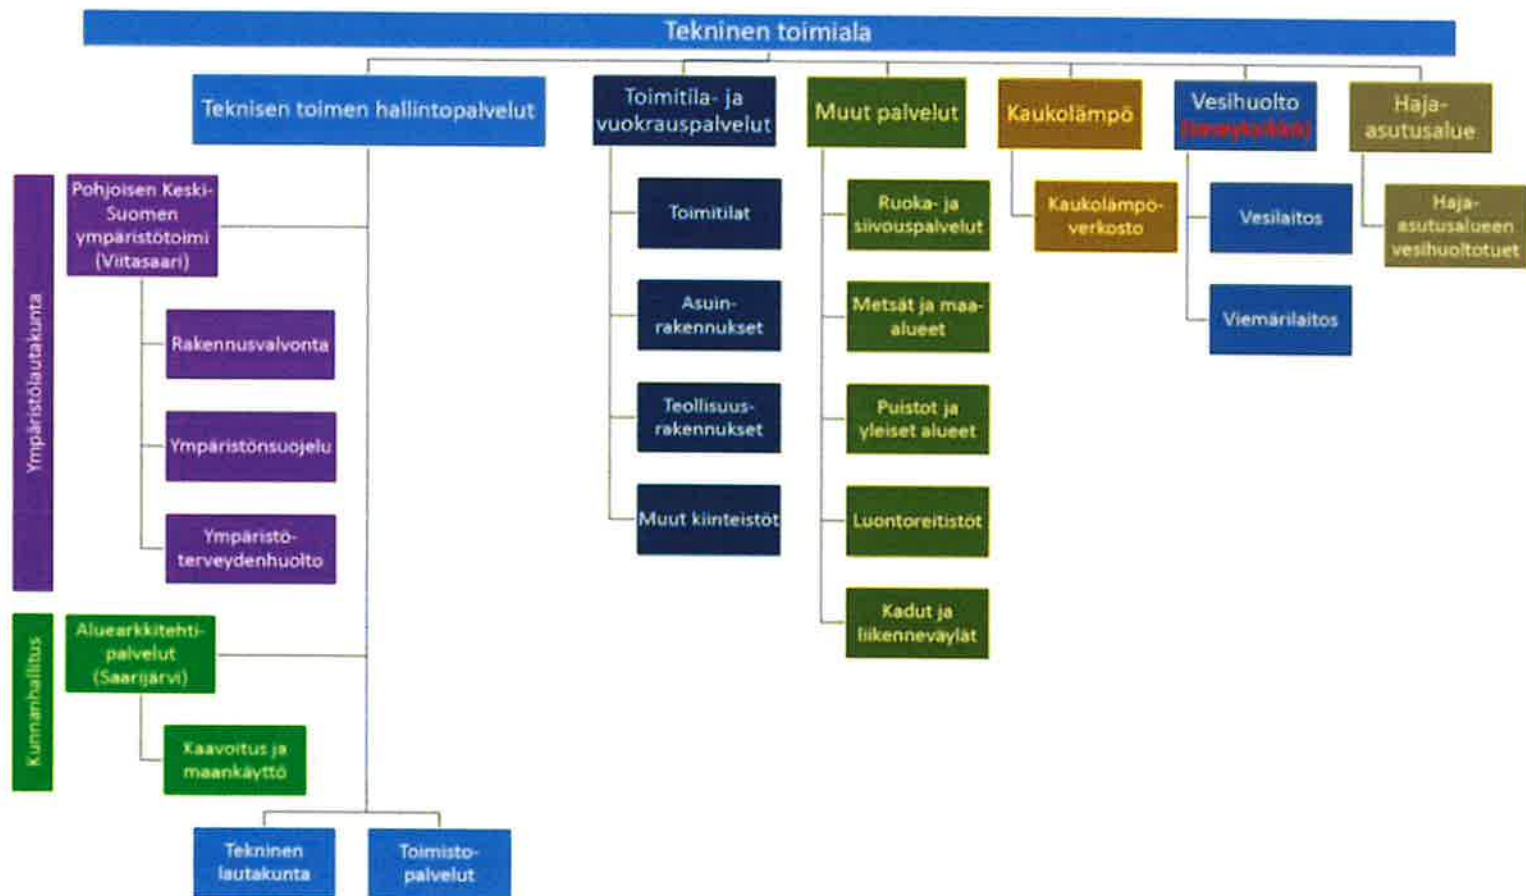 Tekninen toimiala
Teknisen toimen hallintopalvelut
Toimitila- ja
vuokrauspalvelut
Muut palvelut
Kaukolämpö
Vesihuolto
Haja-
asutusalue
Ympäristölautakunta
Pohjoisen Keski-
Suomen
ympäristötoimi
(Viitasaari)
Rakennusvalvonta
Ympäristönsuojelu
Ympäristö-
terveydenhuolto
Kunnanhallitus
Aluearkkitehti-
palvelut
(Saarijärvi)
Kaavoitus ja
maankäyttö
Tekninen
lautakunta
Toimisto-
palvelut
Toimitilat
Asuin-
rakennukset
Teollisuus-
rakennukset
Muut kiinteistöt
Ruoka- ja
siivouspalvelut
Metsät ja maa-
alueet
Puistot ja
yleiset alueet
Luontoreitistöt
Kadut ja
liikenneväylät
Kaukolämpö-
verkosto
Vesilaitos
Viemärilaitos
Haja-
asutusalueen
vesihuoltotuet